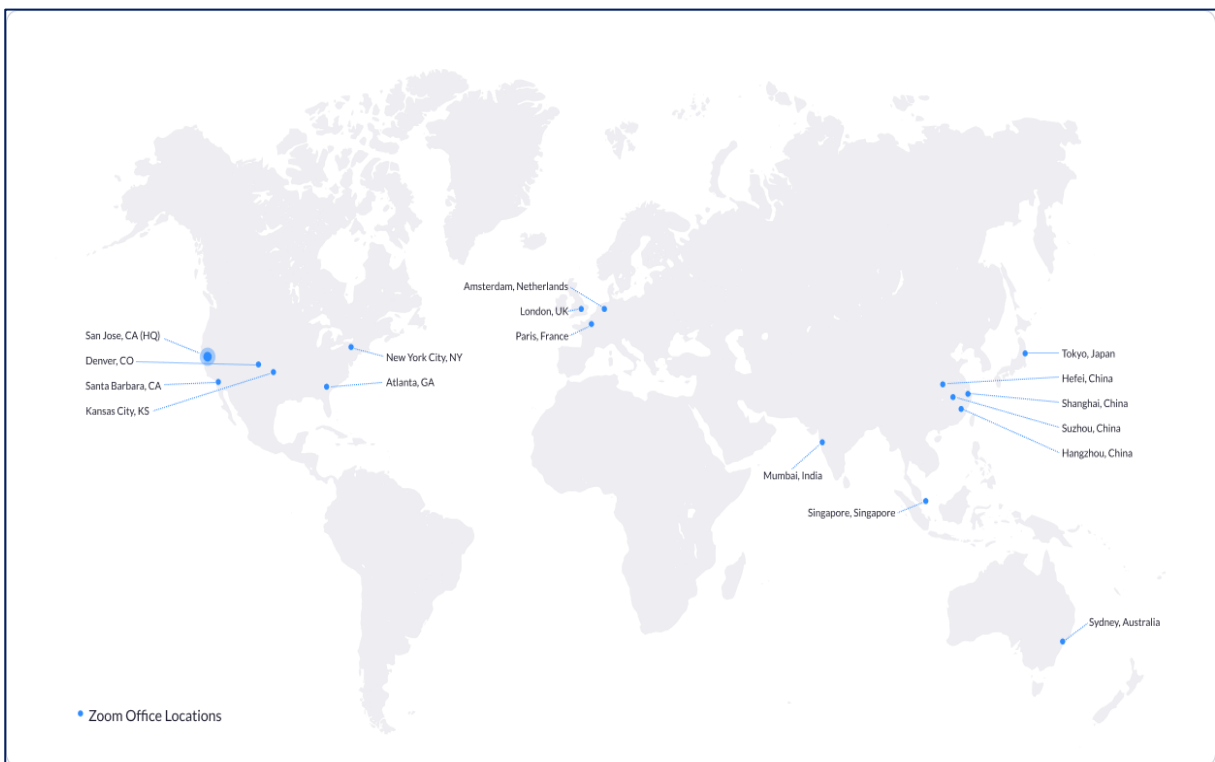 Amsterdam, Netherlands
London, UK
Paris, France
San Jose, CA (HQ)
Denver, CO
Santa Barbara, CA
Kansas City, KS
New York City, NY
Atlanta, GA
Tokyo, Japan
Hefei, China
Shanghai, China
Suzhou, China
Hangzhou, China
Mumbai, India
Singapore, Singapore
Sydney, Australia
Zoom Office Locations